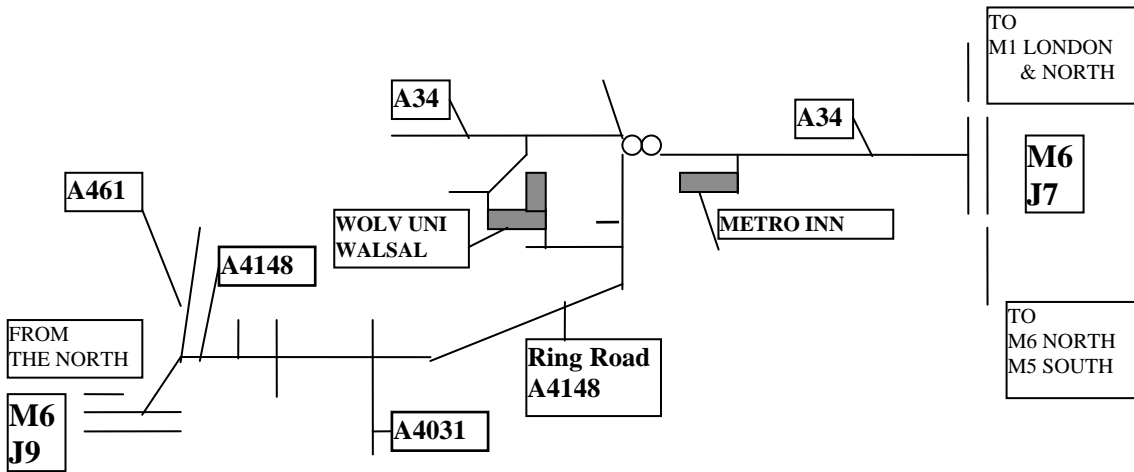 TO
M1 LONDON
& NORTH
A34
A34
M6
J7
A461
WOLV UNI
WALSAL
METRO INN
A4148
FROM
THE NORTH
TO
M6 NORTH
M5 SOUTH
Ring Road
A4148
M6
J9
A4031